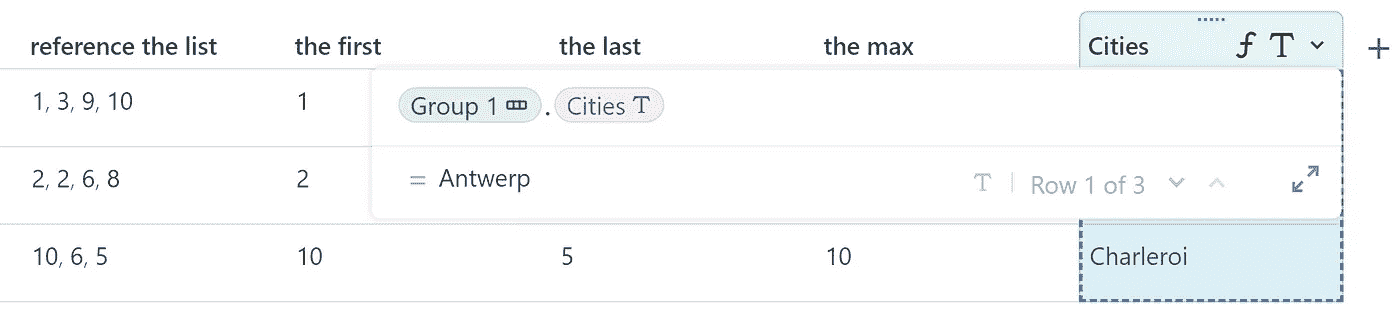 reference the list the first the last the max Cities f T
1, 3, 9, 10 1 Group 1 . Cities T
2, 2, 6, 8 2 = Antwerp T Row 1 of 3
10, 6, 5 10 5 10 Charleroi